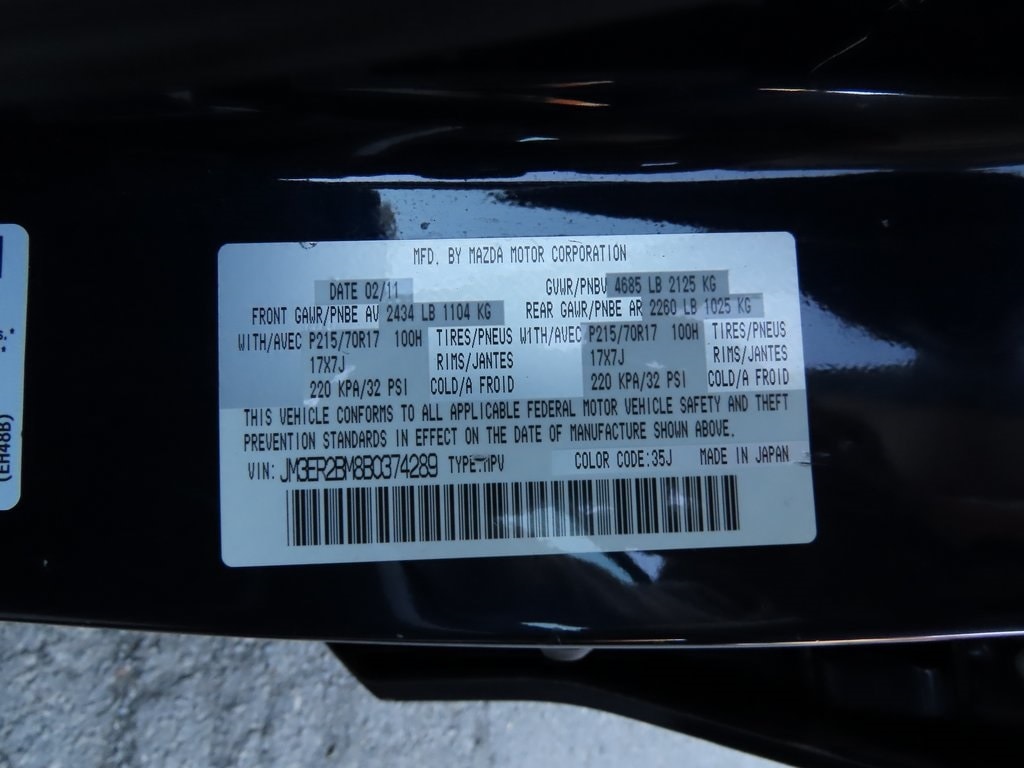 MFD. BY MAZDA MOTOR CORPORATION
DATE 02/11 GVWR/PNBV 4685 LB 2125 KG
FRONT GAWR/PNBE AV 2434 LB 1104 KG REAR GAWR/PNBE AR 2260 LB 1025 KG
WITH/AVEC P215/70R17 100H TIRES/PNEUS WITH/AVEC P215/70R17 100H TIRES/PNEUS
17X7J RIMS/JANTES 17X7J RIMS/JANTES
220 KPA/32 PSI COLD/A FROID 220 KPA/32 PSI COLD/A FROID
THIS VEHICLE CONFORMS TO ALL APPLICABLE FEDERAL MOTOR VEHICLE SAFETY AND THEFT
PREVENTION STANDARDS IN EFFECT ON THE DATE OF MANUFACTURE SHOWN ABOVE.
VIN: JM3ER2BM8B0374289 TYPE:MPV COLOR CODE:35J MADE IN JAPAN
(EH48B)